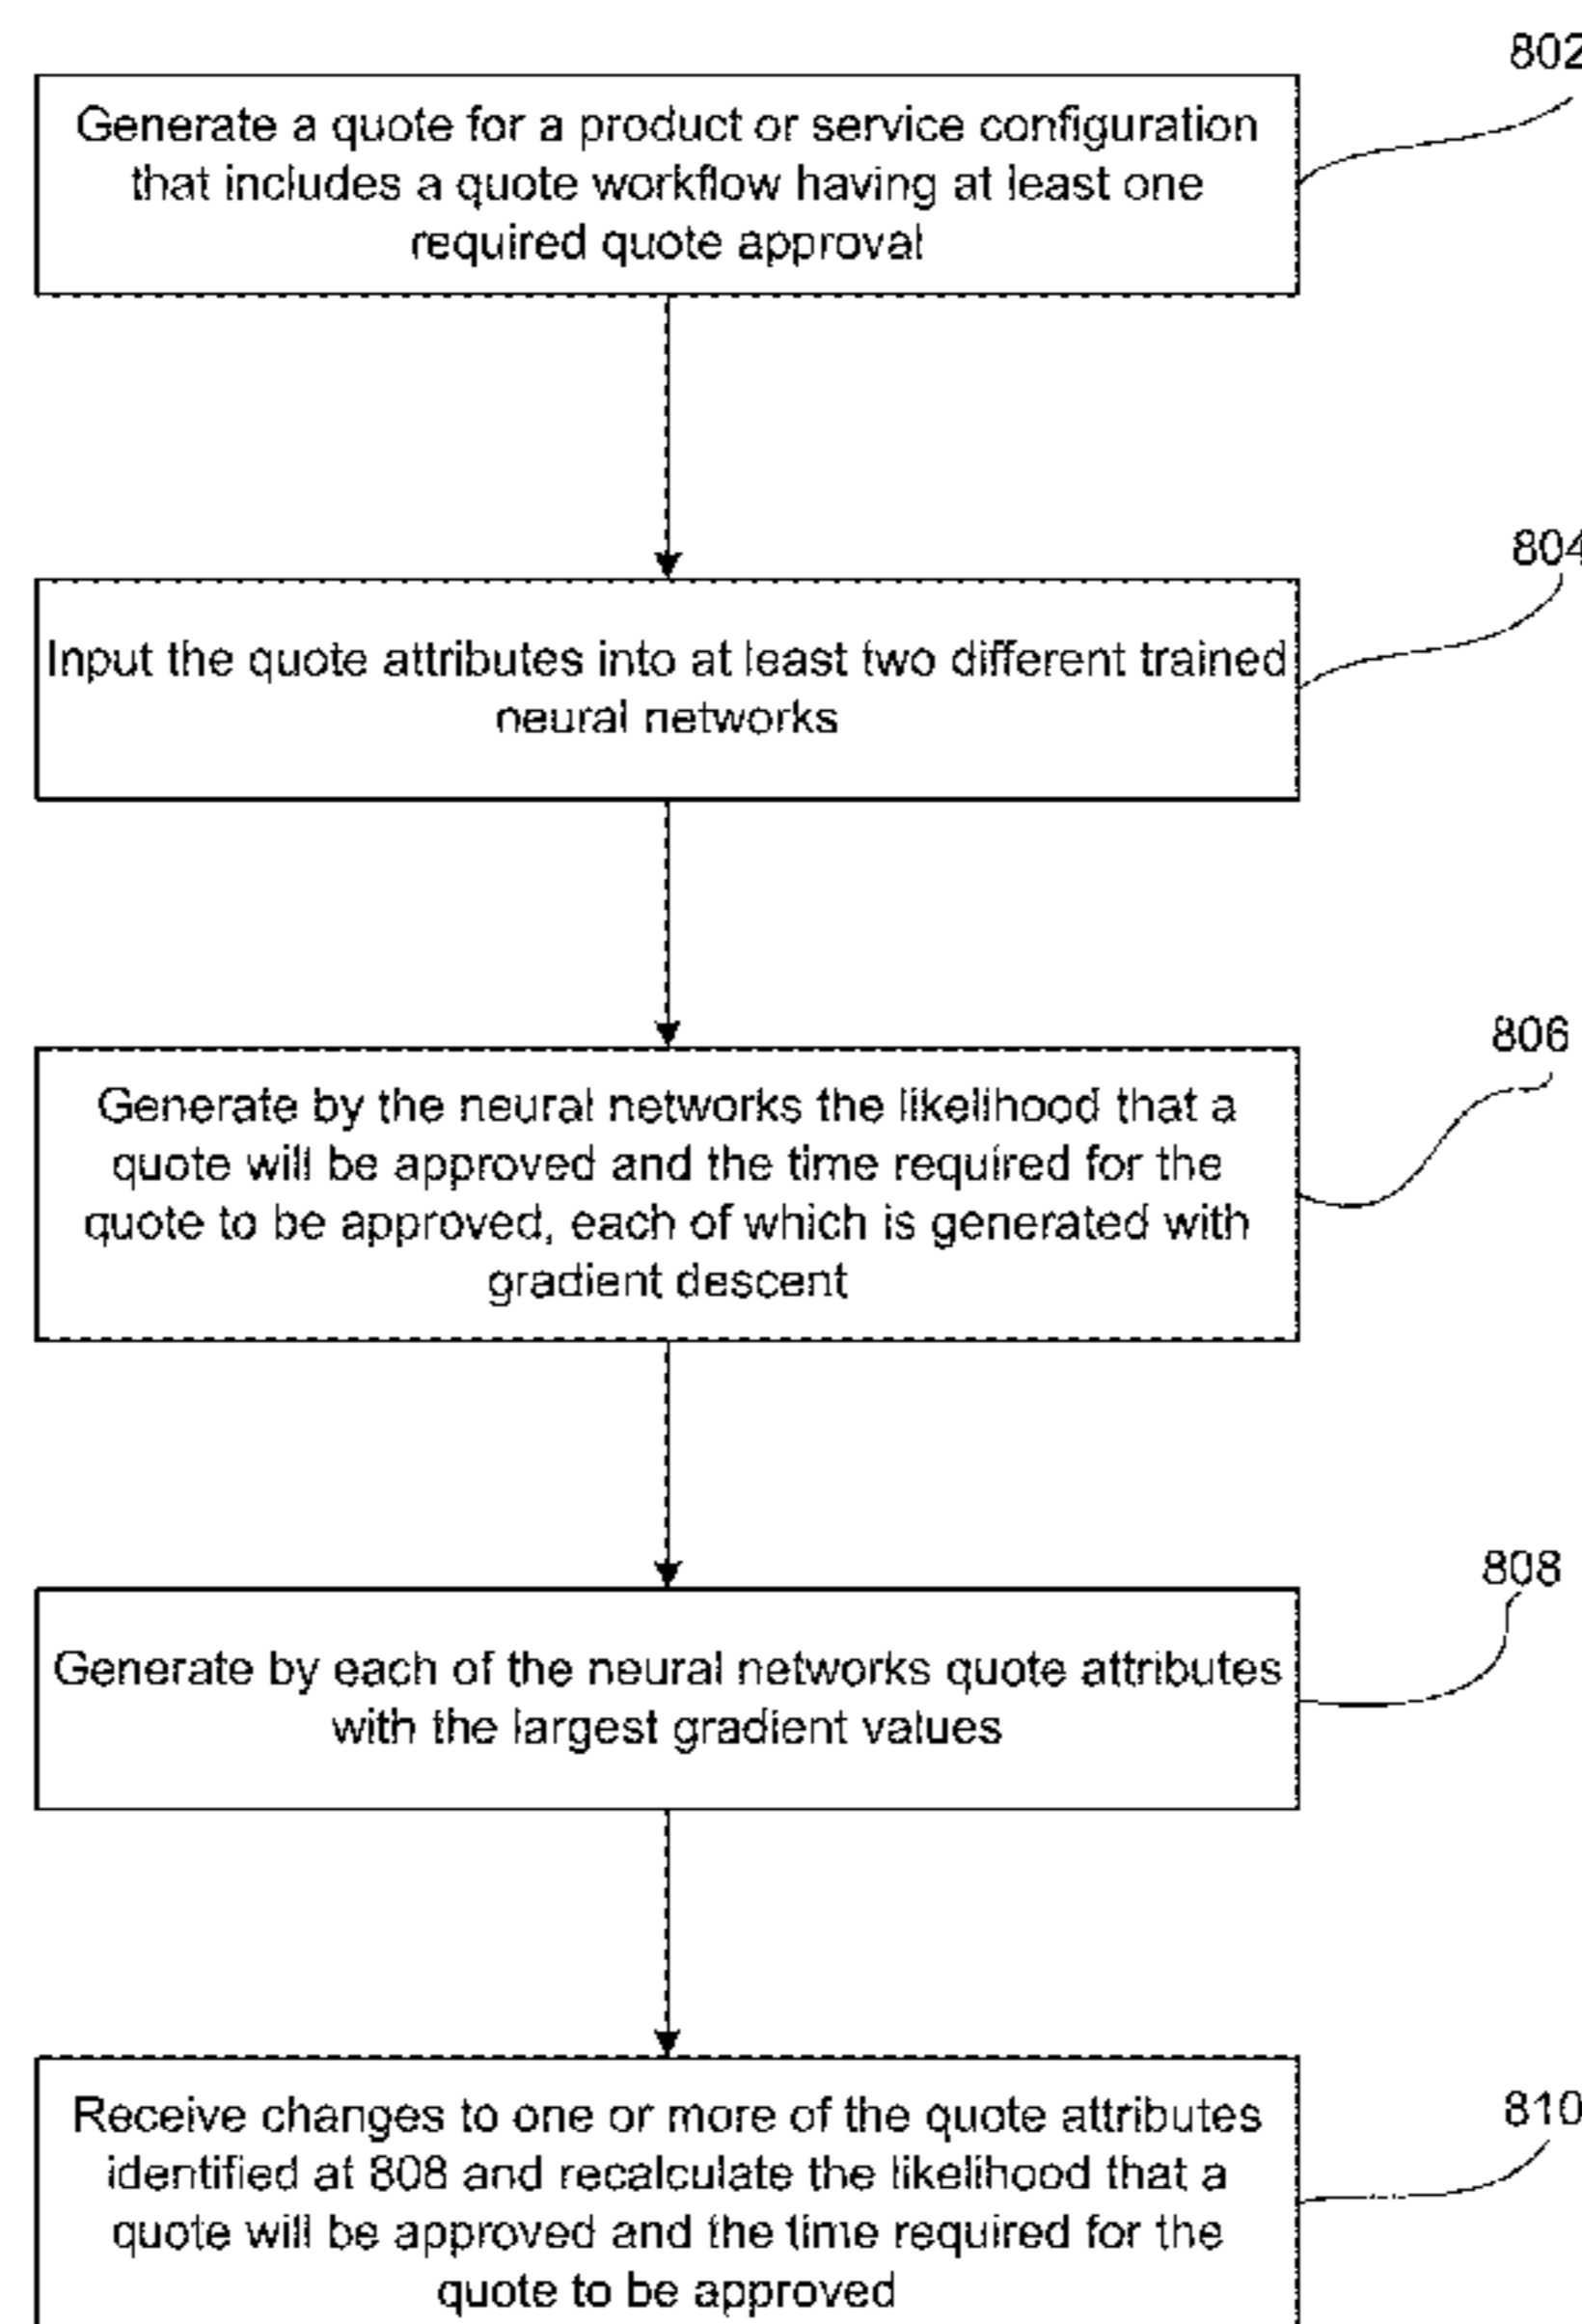 802
Generate a quote for a product or service configuration
that includes a quote workflow having at least one
required quote approval
804
Input the quote attributes into at least two different trained
neural networks
806
Generate by the neural networks the likelihood that a
quote will be approved and the time required for the
quote to be approved, each of which is generated with
gradient descent
808
Generate by each of the neural networks quote attributes
with the largest gradient values
810
Receive changes to one or more of the quote attributes
identified at 808 and recalculate the likelihood that a
quote will be approved and the time required for the
quote to be approved